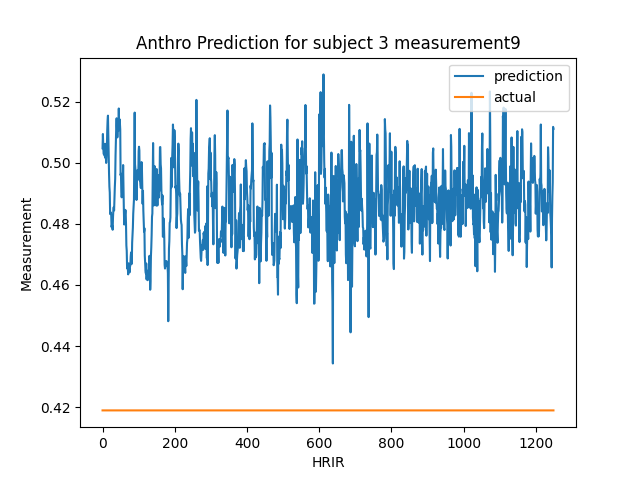 Anthro Prediction for subject 3 measurement9
prediction
actual
0.52
0.50
0.48
0.46
0.44
0.42
Measurement
0 200 400 600 800 1000 1200
HRIR